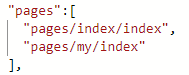 "pages":[
"pages/index/index",
"pages/my/index"
],